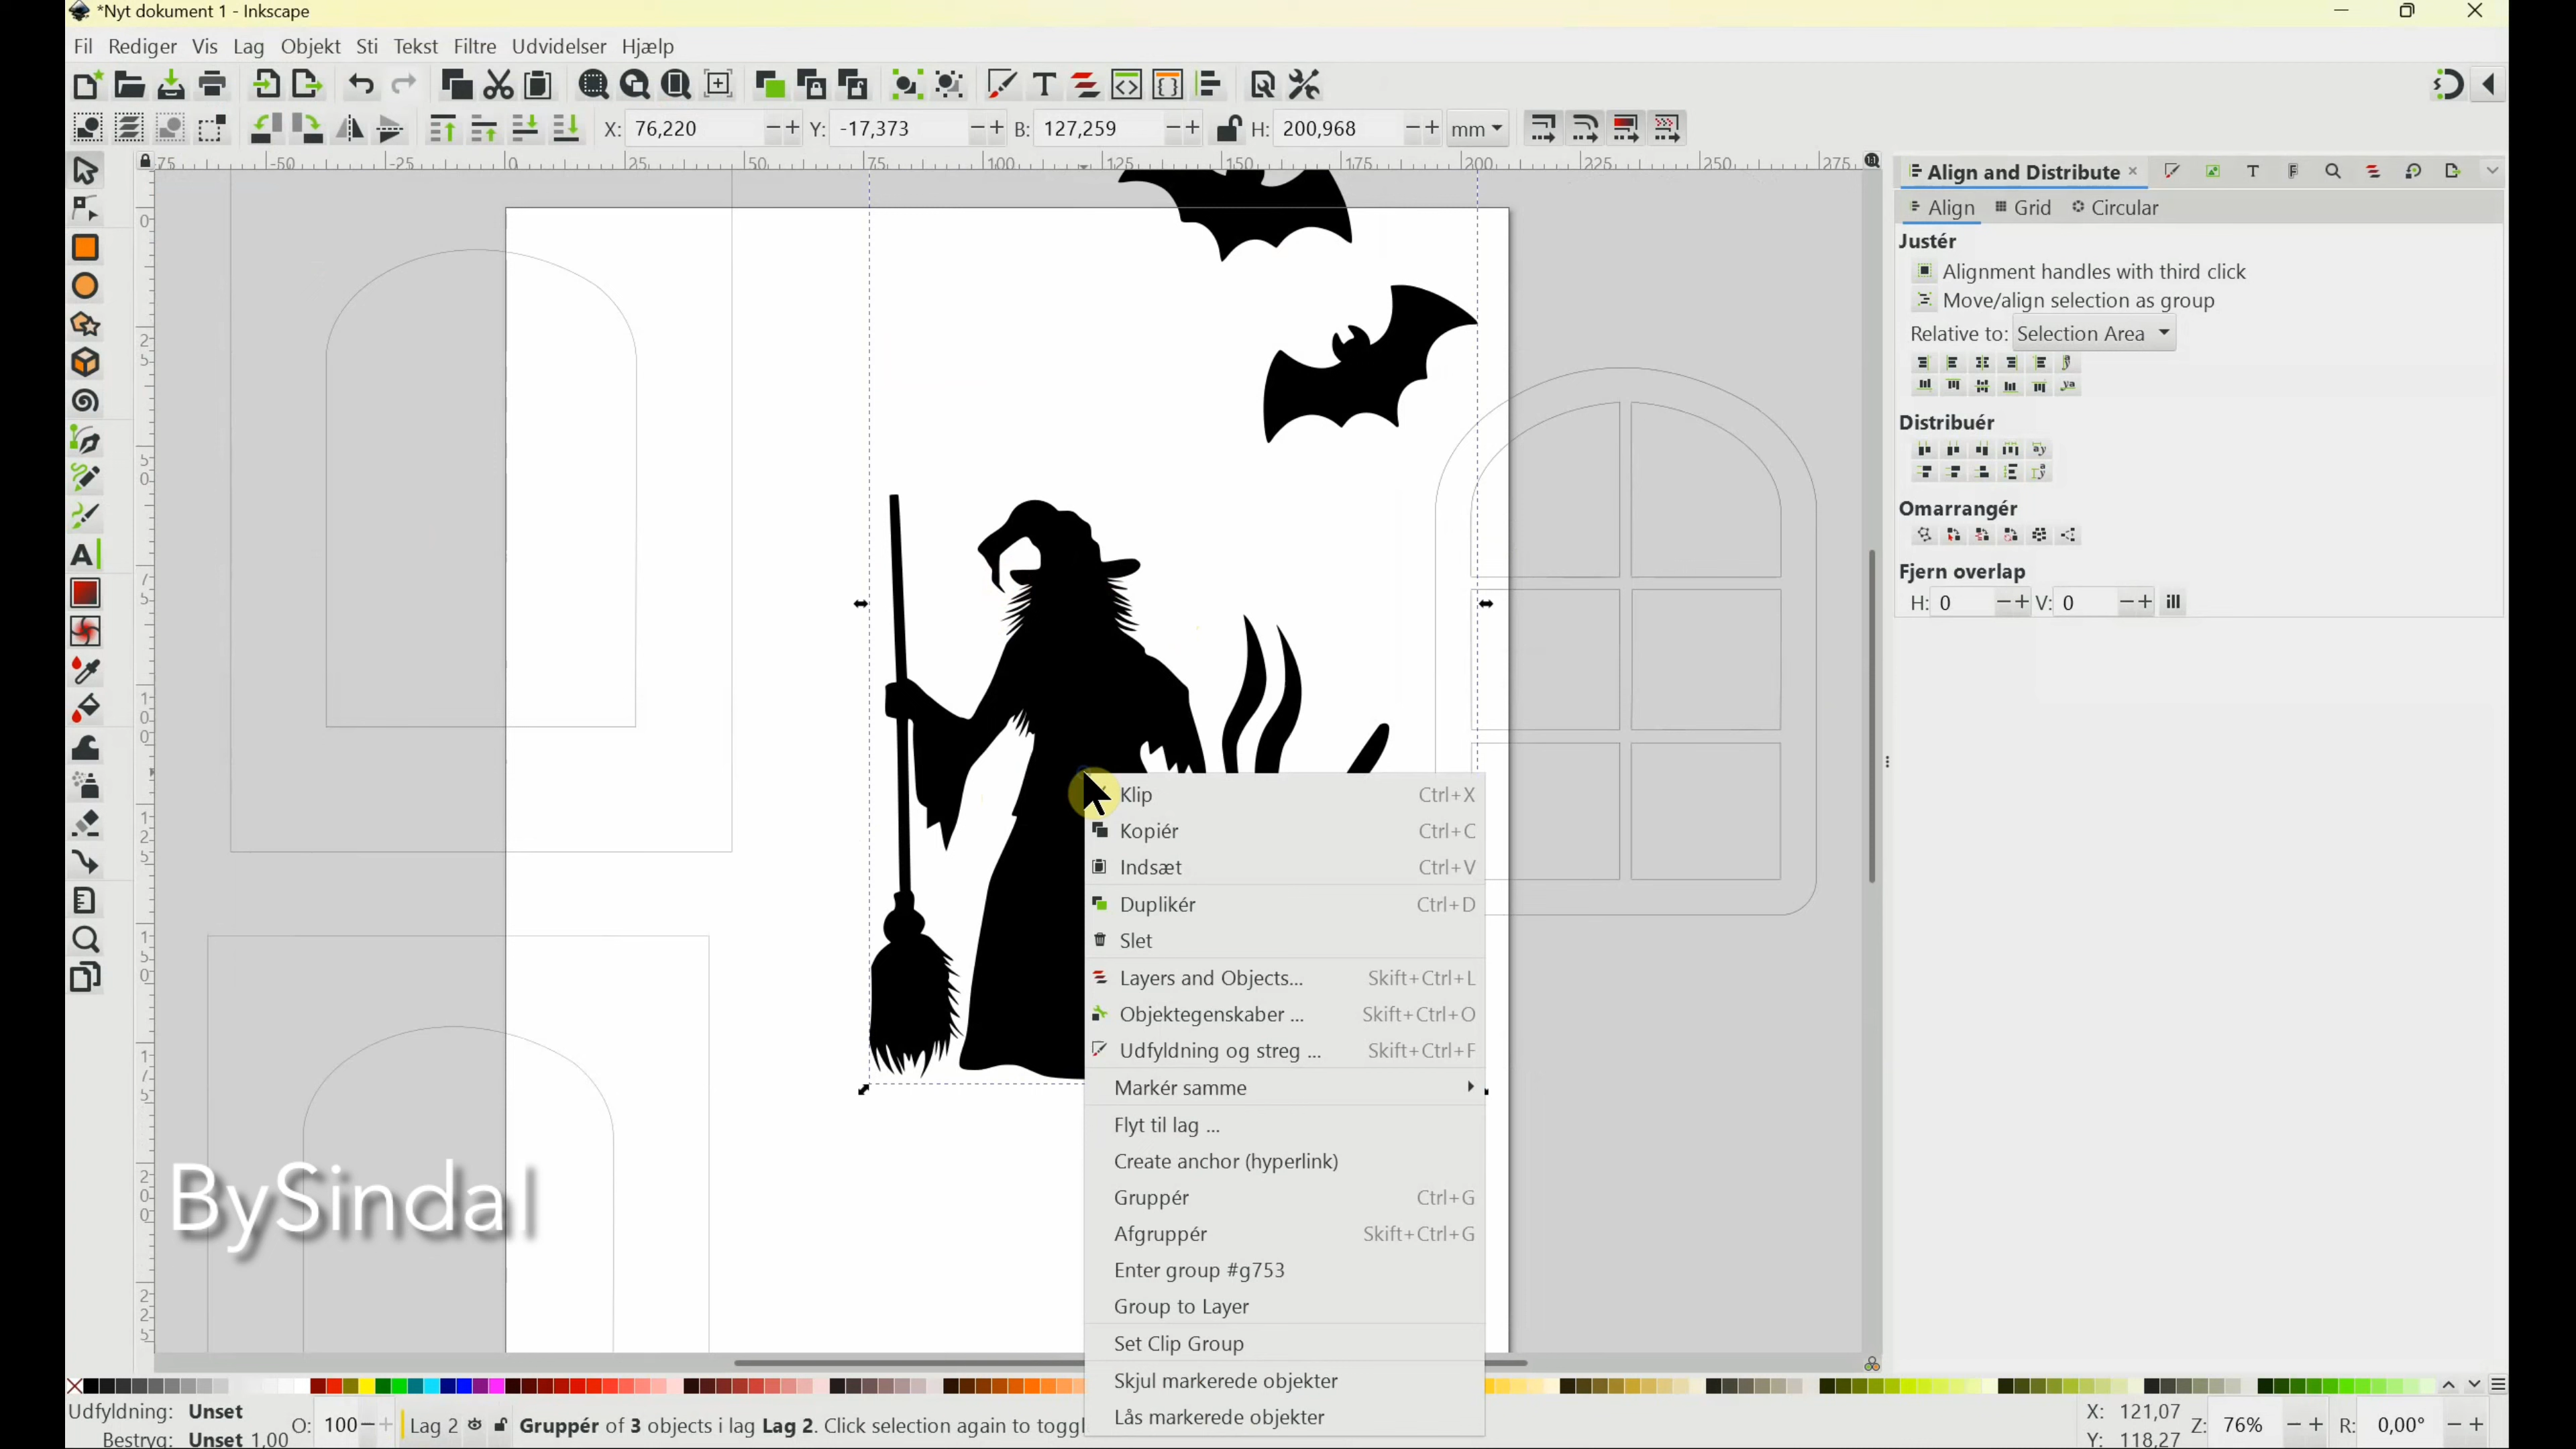 *Nyt dokument 1 - Inkscape
Fil Rediger Vis Lag Objekt Sti Tekst Filtre Udvidelser Hjælp
X: 76,220 Y: -17,373 B: 127,259 H: 200,968 mm
Align and Distribute
Align Grid Circular
Justér
Alignment handles with third click
Move/align selection as group
Relative to: Selection Area
Distribuér
Omarrangér
Fjern overlap
H: 0 V: 0
Klip Ctrl+X
Kopiér Ctrl+C
Indsæt Ctrl+V
Duplikér Ctrl+D
Slet
Layers and Objects... Skift+Ctrl+L
Objektegenskaber ... Skift+Ctrl+O
Udfyldning og streg ... Skift+Ctrl+F
Markér samme
Flyt til lag ...
Create anchor (hyperlink)
Gruppér Ctrl+G
Afgruppér Skift+Ctrl+G
Enter group #g753
Group to Layer
Set Clip Group
Skjul markerede objekter
Lås markerede objekter
BySindal
Udfyldning: Unset
Bestryg: Unset 1,00
O: 100 Lag 2 Gruppér of 3 objects i lag Lag 2. Click selection again to toggl
X: 121,07
Y: 118,27
Z: 76% R: 0,00°